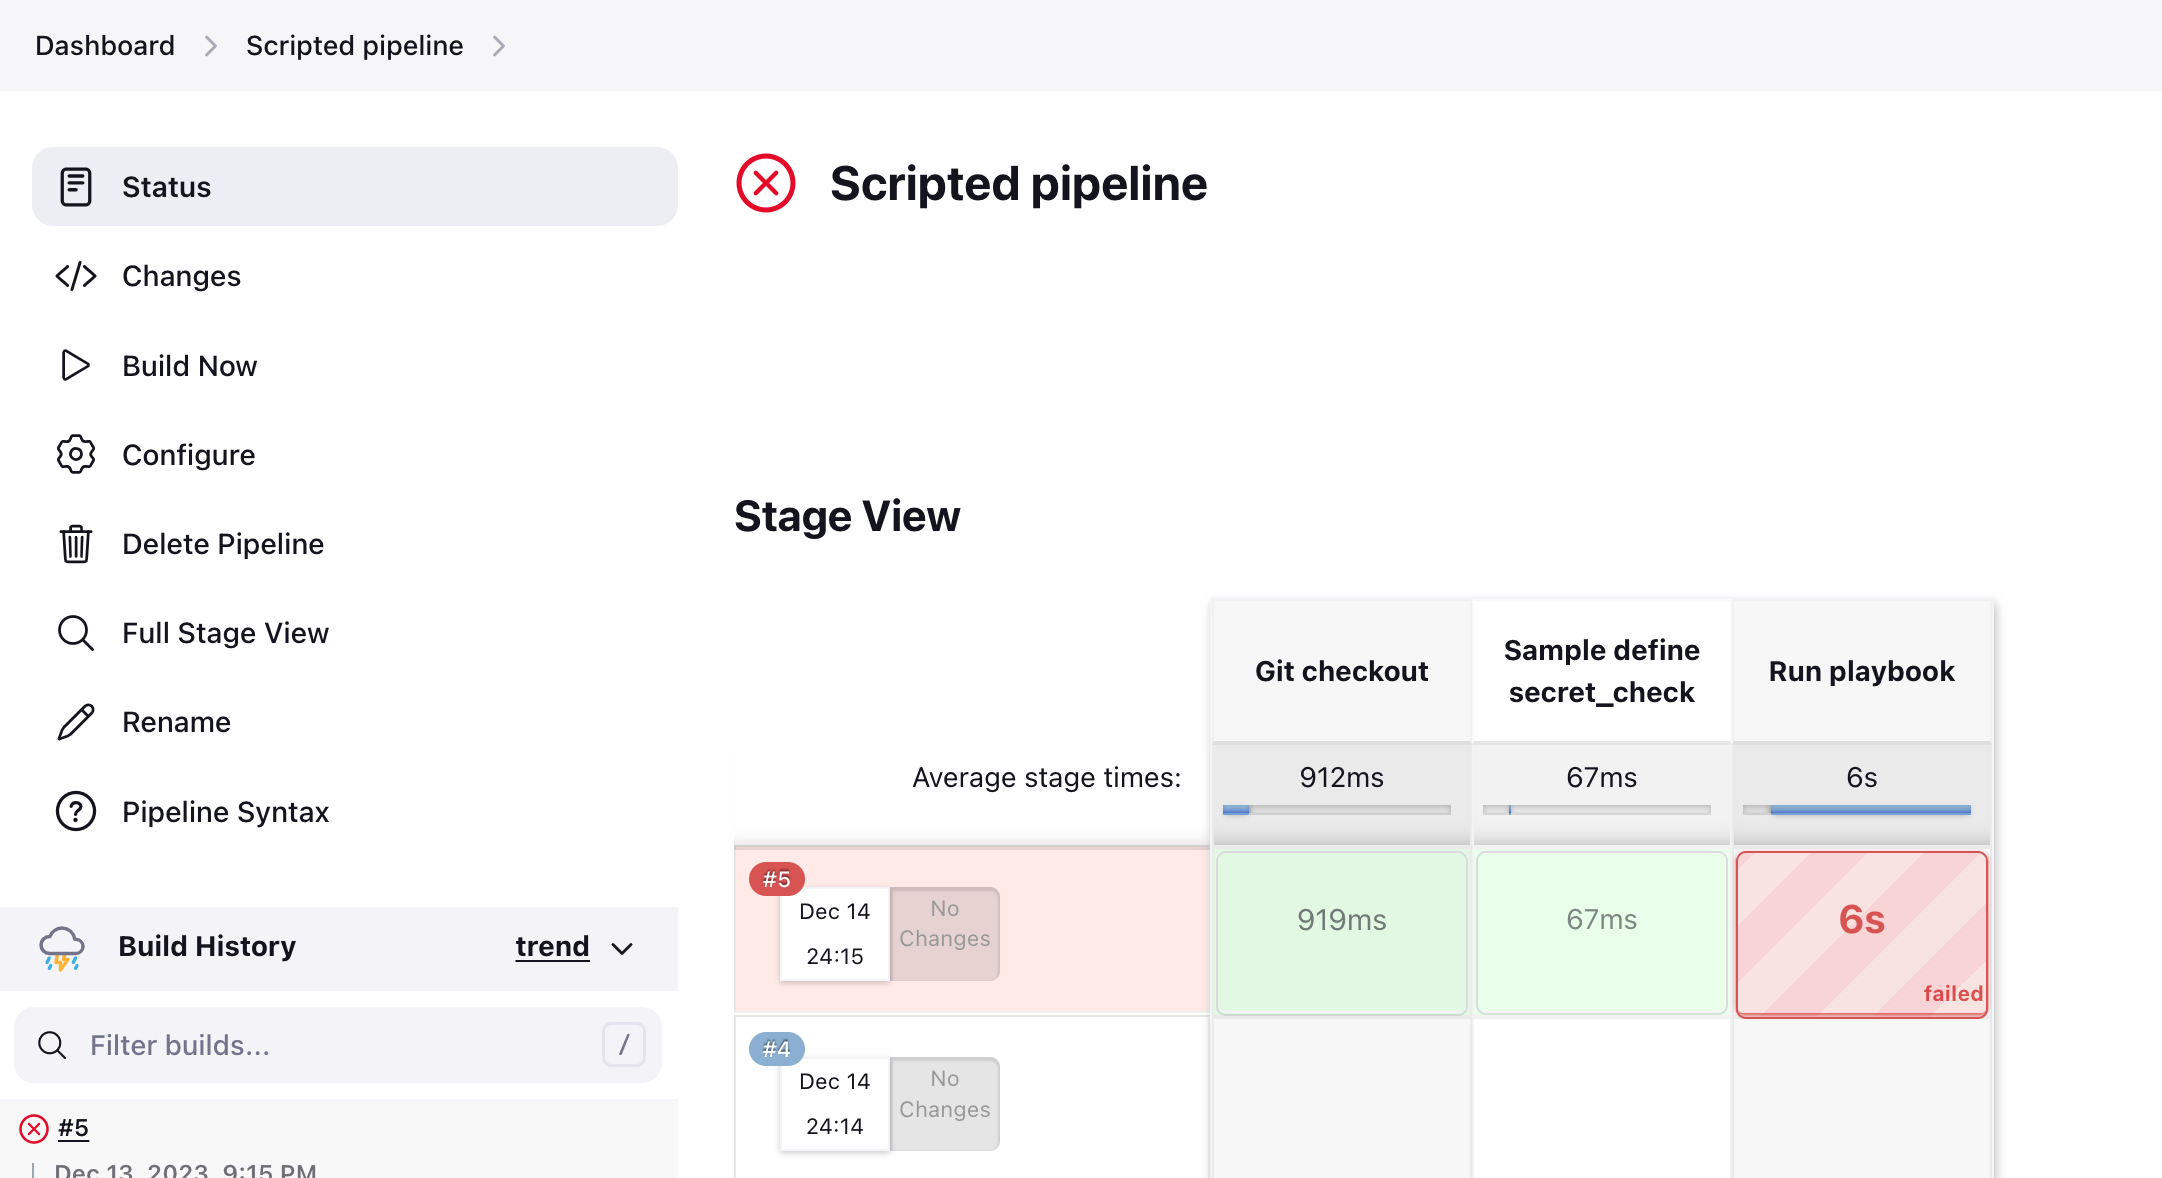 Dashboard
Scripted pipeline
Status
Changes
Build Now
Configure
Delete Pipeline
Full Stage View
Rename
Pipeline Syntax
Build History
trend
Filter builds...
/
#5
Dec 13, 2023, 9:15 PM
Scripted pipeline
Stage View
Git checkout
Sample define
secret_check
Run playbook
Average stage times:
912ms
67ms
6s
#5
Dec 14
24:15
No
Changes
919ms
67ms
6s
failed
#4
Dec 14
24:14
No
Changes